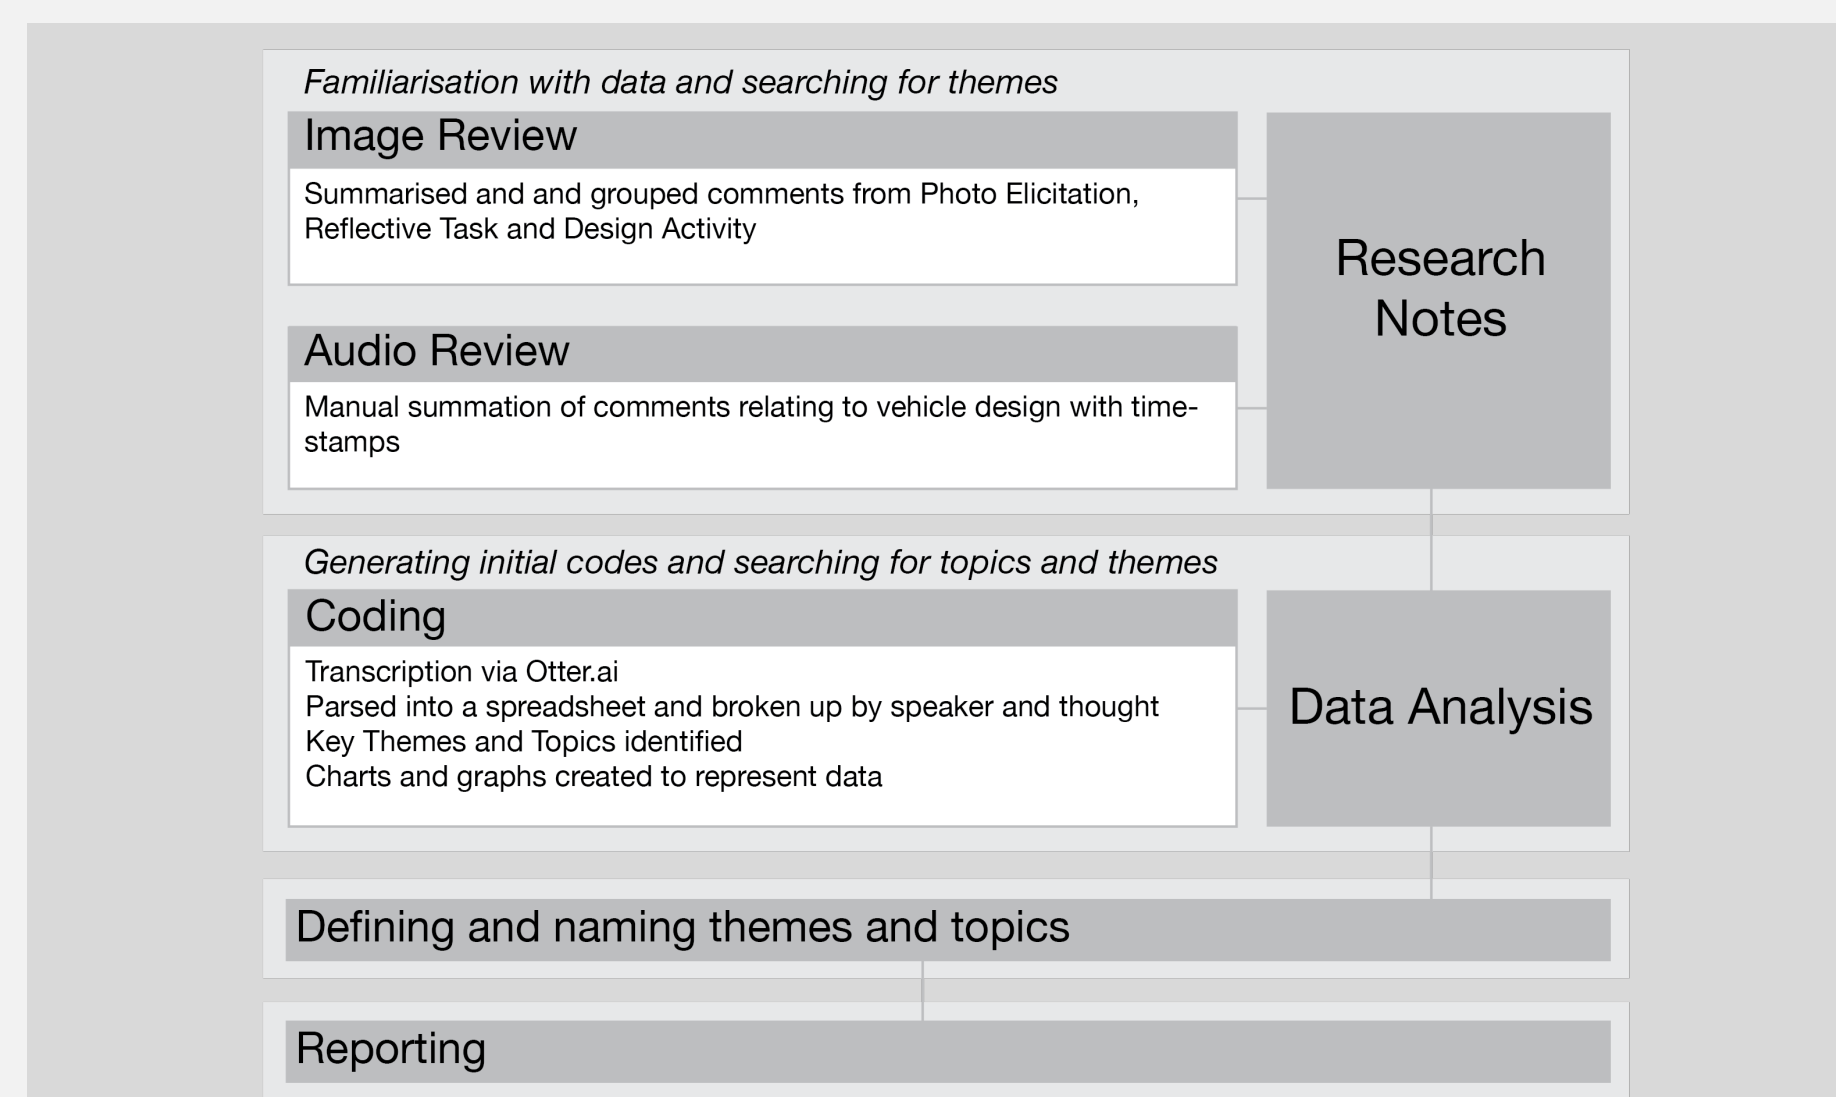 Familiarisation with data and searching for themes
Image Review
Summarised and and grouped comments from Photo Elicitation,
Reflective Task and Design Activity
Research
Notes
Audio Review
Manual summation of comments relating to vehicle design with time-
stamps
Generating initial codes and searching for topics and themes
Coding
Transcription via Otter.ai
Parsed into a spreadsheet and broken up by speaker and thought
Key Themes and Topics identified
Charts and graphs created to represent data
Data Analysis
Defining and naming themes and topics
Reporting